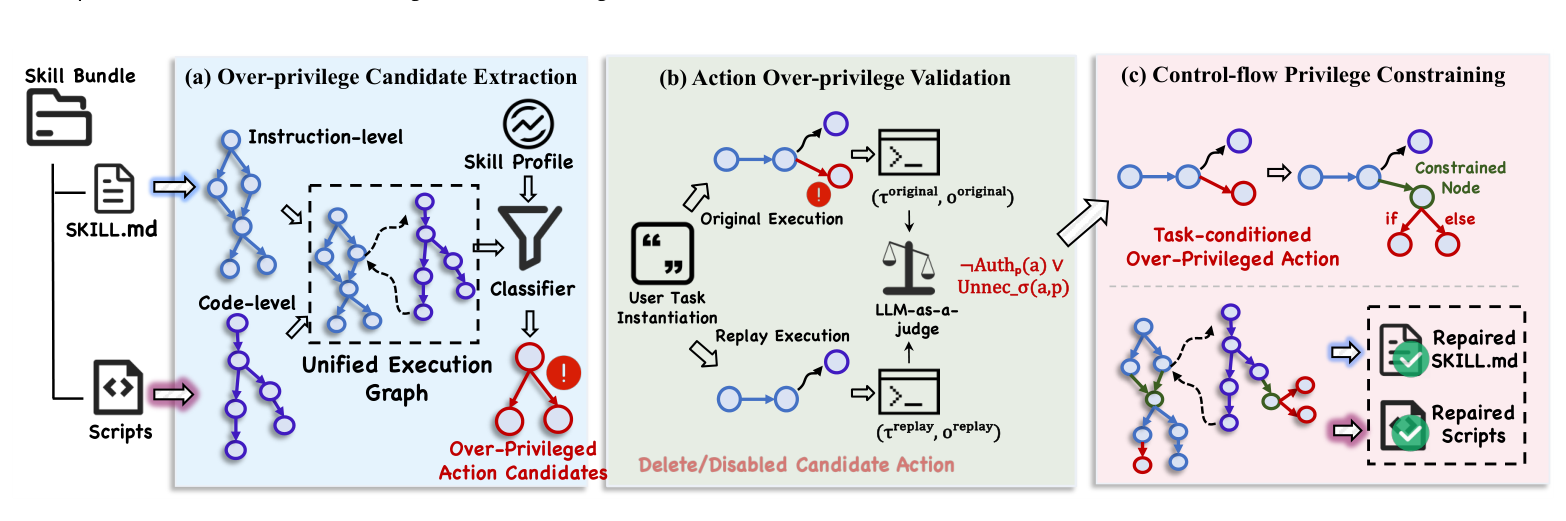 Skill Bundle
SKILL.md
Scripts
(a) Over-privilege Candidate Extraction
Instruction-level
Skill Profile
Code-level
Classifier
Unified Execution
Graph
Over-Privileged
Action Candidates
(b) Action Over-privilege Validation
Original Execution
(τ^original, o^original)
User Task
Instantiation
LLM-as-a-
judge
¬Authₚ(a) ∨
Unnec_σ(a,p)
Replay Execution
(τ^replay, o^replay)
Delete/Disabled Candidate Action
(c) Control-flow Privilege Constraining
Constrained
Node
if else
Task-conditioned
Over-Privileged Action
Repaired
SKILL.md
Repaired
Scripts